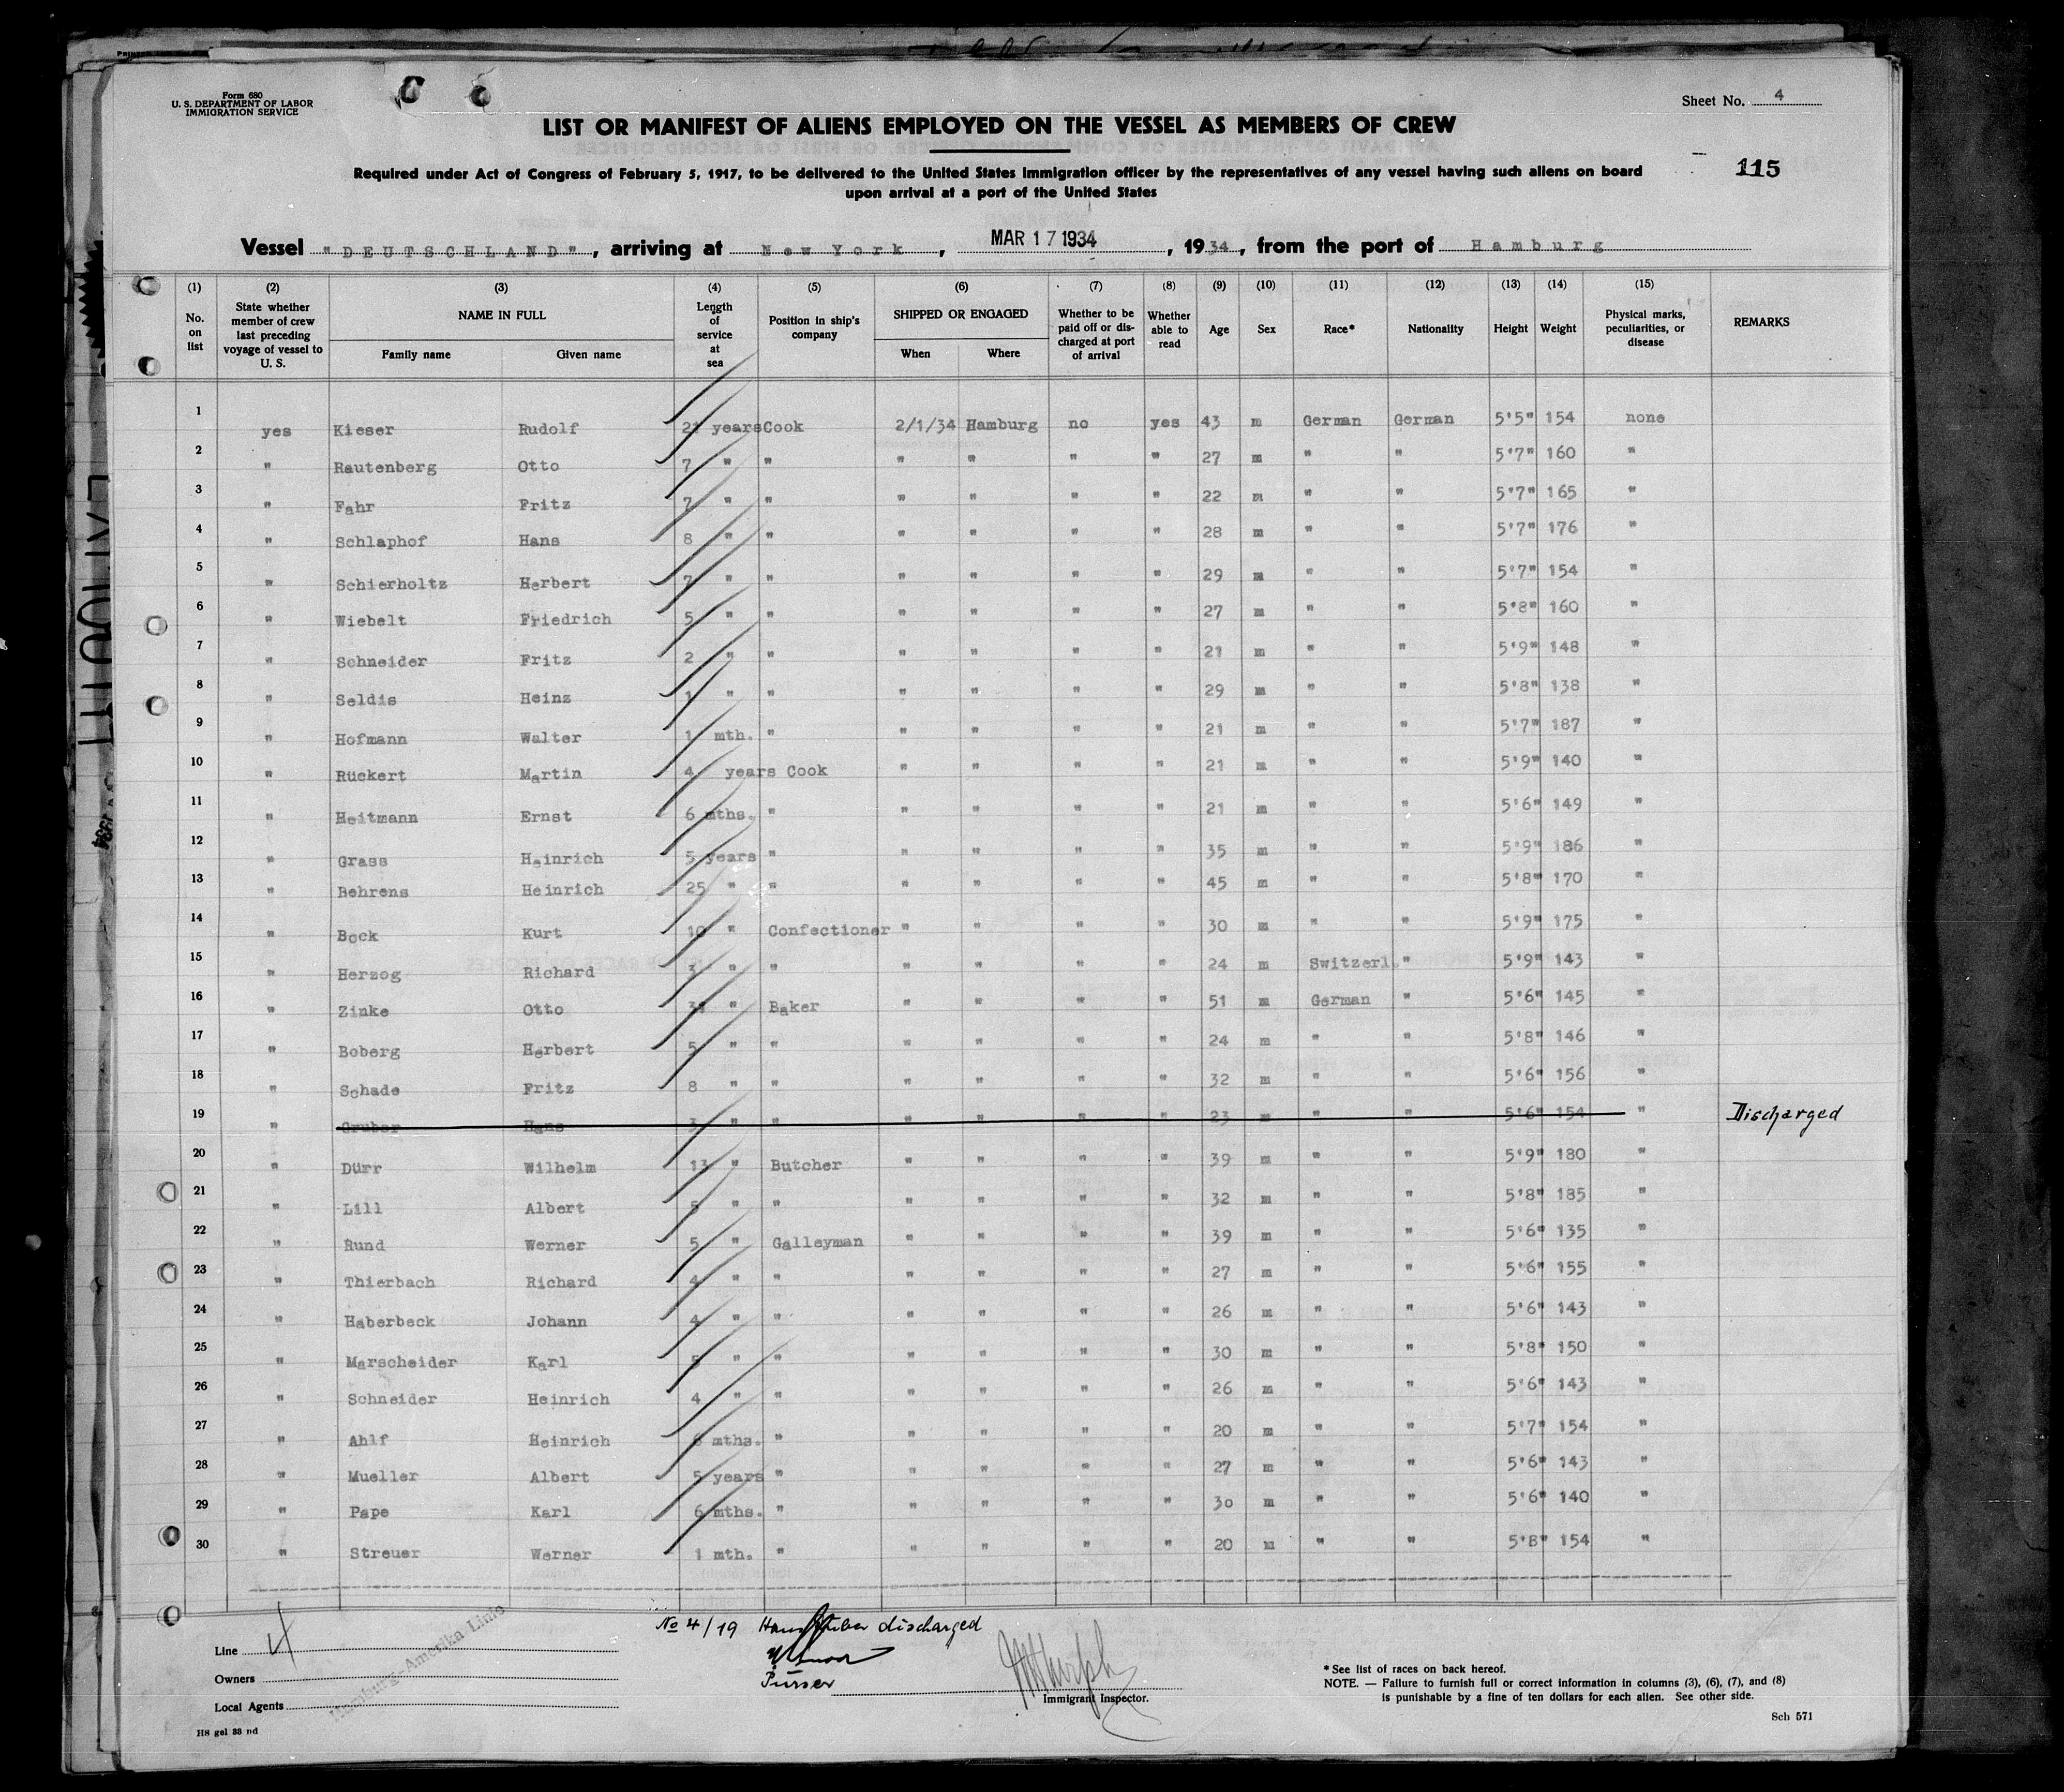 Form 680
U. S. DEPARTMENT OF LABOR
IMMIGRATION SERVICE
Sheet No. 4
LIST OR MANIFEST OF ALIENS EMPLOYED ON THE VESSEL AS MEMBERS OF CREW
115
Required under Act of Congress of February 5, 1917, to be delivered to the United States immigration officer by the representatives of any vessel having such aliens on board
upon arrival at a port of the United States
Vessel "DEUTSCHLAND", arriving at New York, MAR 17 1934, 1934, from the port of Hamburg
(1) (2) (3) (4) (5) (6) (7) (8) (9) (10) (11) (12) (13) (14) (15)
No. on list State whether member of crew last preceding voyage of vessel to U. S. NAME IN FULL Family name Given name Length of service at sea Position in ship's company SHIPPED OR ENGAGED When Where Whether to be paid off or discharged at port of arrival Whether able to read Age Sex Race* Nationality Height Weight Physical marks, peculiarities, or disease REMARKS
1 yes Kieser Rudolf 21 years Cook 2/1/34 Hamburg no yes 43 m German German 5'5" 154 none
2 " Rautenberg Otto 7 " " " " " " 27 m " " 5'7" 160 "
3 " Fahr Fritz 7 " " " " " " 22 m " " 5'7" 165 "
4 " Schlaphof Hans 8 " " " " " " 28 m " " 5'7" 176 "
5 " Schierholtz Herbert 7 " " " " " " 29 m " " 5'7" 154 "
6 " Wiebelt Friedrich 5 " " " " " " 27 m " " 5'8" 160 "
7 " Schneider Fritz 2 " " " " " " 21 m " " 5'9" 148 "
8 " Seldis Heinz 1 " " " " " " 29 m " " 5'8" 138 "
9 " Hofmann Walter 1 mth. " " " " " 21 m " " 5'7" 187 "
10 " Rückert Martin 4 years Cook " " " " 21 m " " 5'9" 140 "
11 " Heitmann Ernst 6 mths. " " " " " 21 m " " 5'6" 149 "
12 " Grass Heinrich 5 years " " " " " 35 m " " 5'9" 186 "
13 " Behrens Heinrich 25 " " " " " " 45 m " " 5'8" 170 "
14 " Bock Kurt 10 " Confectioner " " " " 30 m " " 5'9" 175 "
15 " Herzog Richard 3 " " " " " " 24 m Switzerl. " 5'9" 143 "
16 " Zinke Otto " Baker " " " " 51 m German " 5'6" 145 "
17 " Boberg Herbert 5 " " " " " " 24 m " " 5'8" 146 "
18 " Schade Fritz 8 " " " " " " 32 m " " 5'6" 156 "
19 " Gruber Hans 3 " " " " " " 23 m " " 5'6" 154 " Discharged
20 " Dürr Wilhelm 13 " Butcher " " " " 39 m " " 5'9" 180 "
21 " Lill Albert 5 " " " " " " 32 m " " 5'8" 185 "
22 " Rund Werner 5 " Galleyman " " " " 39 m " " 5'6" 135 "
23 " Thierbach Richard 4 " " " " " " 27 m " " 5'6" 155 "
24 " Haberbeck Johann 4 " " " " " " 26 m " " 5'6" 143 "
25 " Marscheider Karl 5 " " " " " " 30 m " " 5'8" 150 "
26 " Schneider Heinrich 4 " " " " " " 26 m " " 5'6" 143 "
27 " Ahlf Heinrich 6 mths. " " " " " 20 m " " 5'7" 154 "
28 " Mueller Albert 5 years " " " " " 27 m " " 5'6" 143 "
29 " Pape Karl 6 mths. " " " " " 30 m " " 5'6" 140 "
30 " Streuer Werner 1 mth. " " " " " 20 m " " 5'8" 154 "
No 4/19 Hans Gruber discharged
Purser
Line
Owners
Local Agents
Hamburg-Amerika Linie
Immigrant Inspector.
* See list of races on back hereof.
NOTE. — Failure to furnish full or correct information in columns (3), (6), (7), and (8)
is punishable by a fine of ten dollars for each alien. See other side.
H8 gel 33 nd
Sch 571